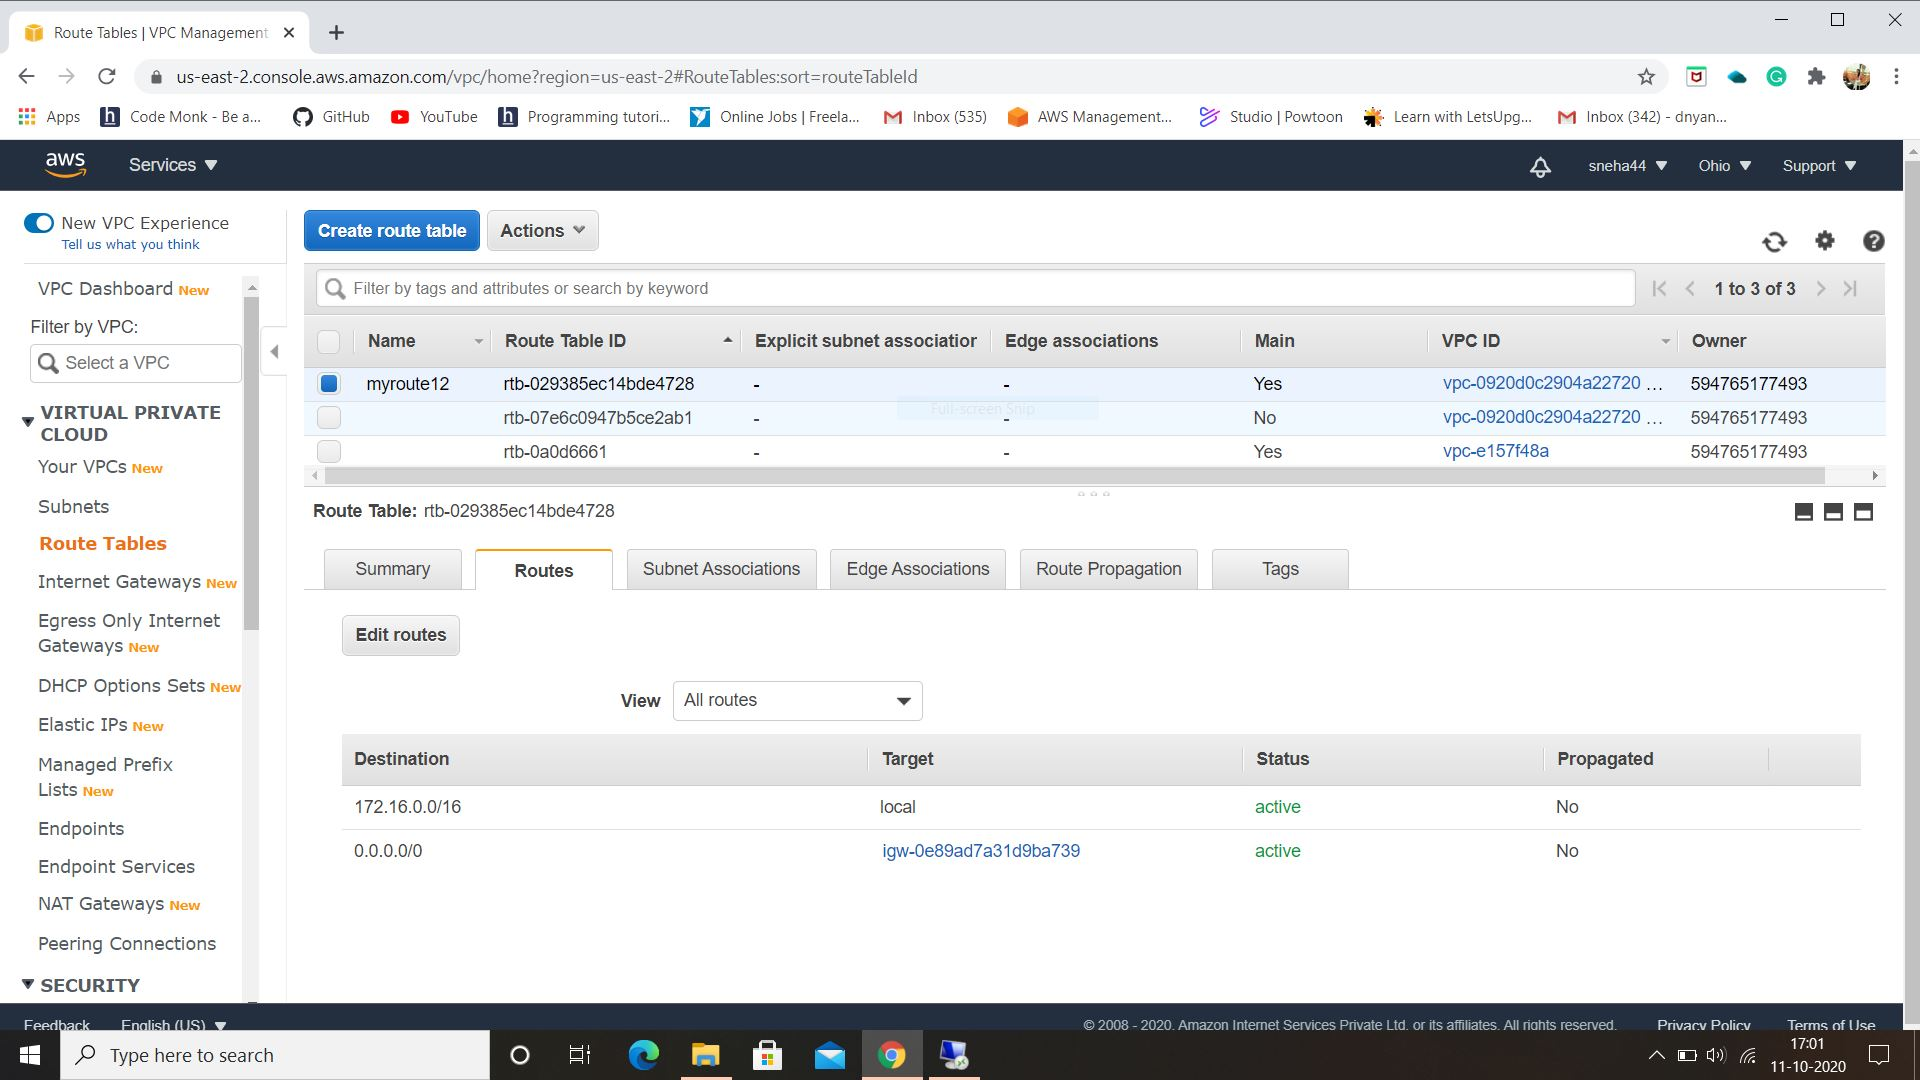 Route Tables | VPC Management
us-east-2.console.aws.amazon.com/vpc/home?region=us-east-2#RouteTables:sort=routeTableId
Apps
Code Monk - Be a...
GitHub
YouTube
Programming tutori...
Online Jobs | Freela...
Inbox (535)
AWS Management...
Studio | Powtoon
Learn with LetsUpg...
Inbox (342) - dnyan...
aws
Services
sneha44
Ohio
Support
New VPC Experience
Tell us what you think
VPC Dashboard New
Filter by VPC:
Select a VPC
VIRTUAL PRIVATE
CLOUD
Your VPCs New
Subnets
Route Tables
Internet Gateways New
Egress Only Internet
Gateways New
DHCP Options Sets New
Elastic IPs New
Managed Prefix
Lists New
Endpoints
Endpoint Services
NAT Gateways New
Peering Connections
SECURITY
Create route table
Actions
Filter by tags and attributes or search by keyword
1 to 3 of 3
Name Route Table ID Explicit subnet association Edge associations Main VPC ID Owner
myroute12 rtb-029385ec14bde4728 - - Yes vpc-0920d0c2904a22720 ... 594765177493
Full-screen Snip
rtb-07e6c0947b5ce2ab1 - - No vpc-0920d0c2904a22720 ... 594765177493
rtb-0a0d6661 - - Yes vpc-e157f48a 594765177493
Route Table: rtb-029385ec14bde4728
Summary
Routes
Subnet Associations
Edge Associations
Route Propagation
Tags
Edit routes
View All routes
Destination Target Status Propagated
172.16.0.0/16 local active No
0.0.0.0/0 igw-0e89ad7a31d9ba739 active No
Feedback
English (US)
© 2008 - 2020, Amazon Internet Services Private Ltd. or its affiliates. All rights reserved.
Privacy Policy
Terms of Use
Type here to search
17:01
11-10-2020